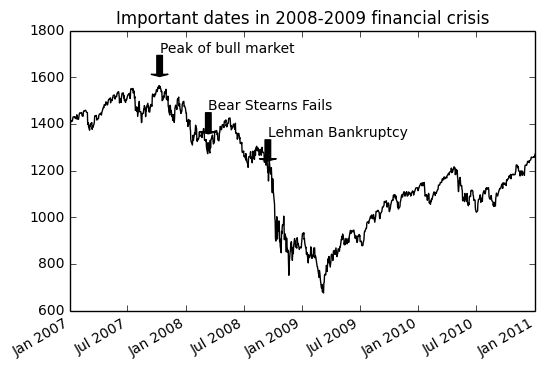 Important dates in 2008-2009 financial crisis
1800
1600
1400
1200
1000
800
600
Peak of bull market
Bear Stearns Fails
Lehman Bankruptcy
Jan 2007
Jul 2007
Jan 2008
Jul 2008
Jan 2009
Jul 2009
Jan 2010
Jul 2010
Jan 2011